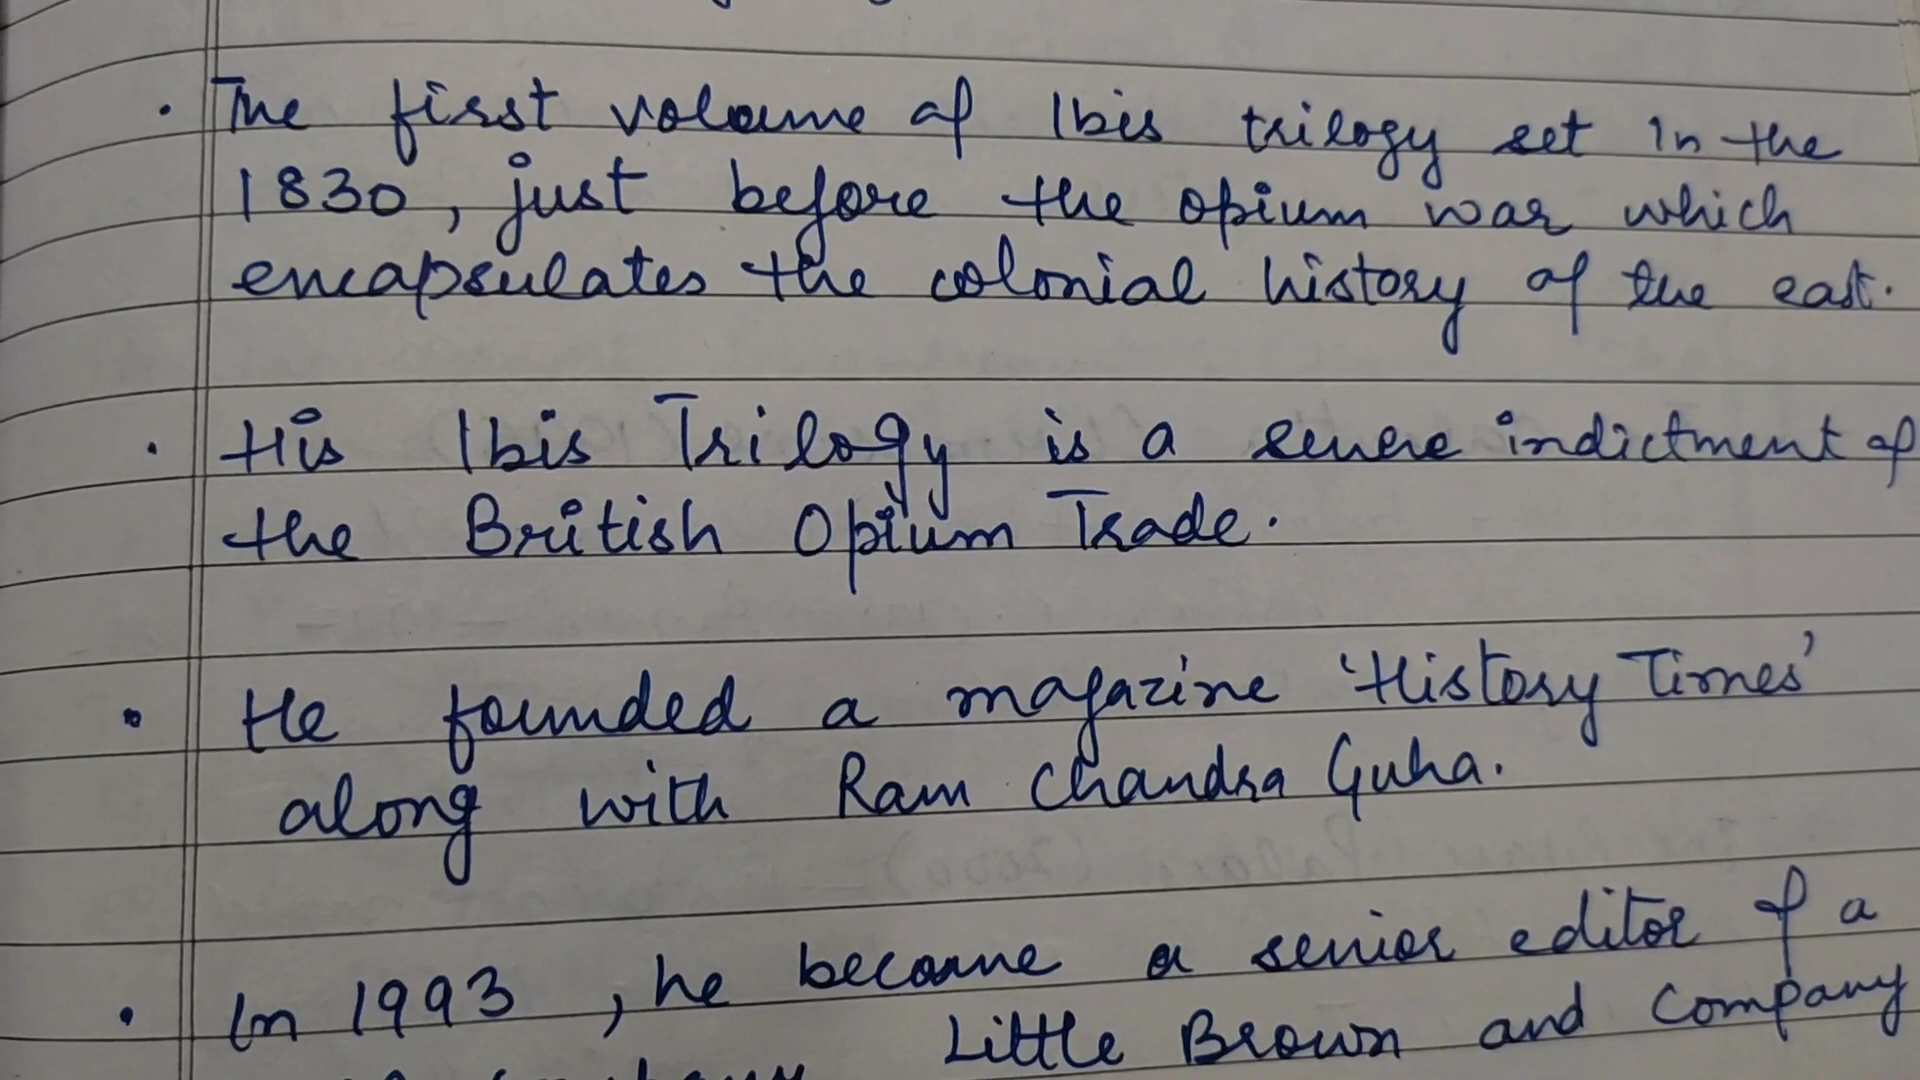 • The first volume of Ibis trilogy set in the
1830, just before the opium war which
encapsulates the colonial history of the east.
• His Ibis Trilogy is a severe indictment of
the British Opium Trade.
• He founded a magazine 'History Times'
along with Ram Chandra Guha.
• In 1993, he became a senior editor of a
Little Brown and Company